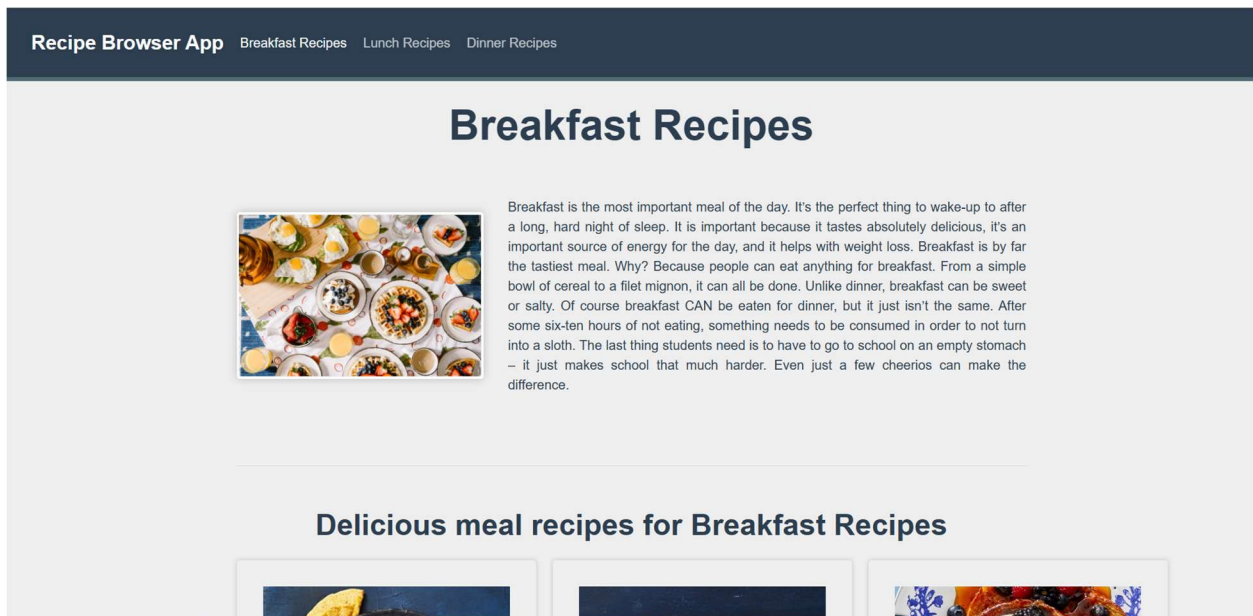 Recipe Browser App Breakfast Recipes Lunch Recipes Dinner Recipes
Breakfast Recipes
Breakfast is the most important meal of the day. It's the perfect thing to wake-up to after
a long, hard night of sleep. It is important because it tastes absolutely delicious, it's an
important source of energy for the day, and it helps with weight loss. Breakfast is by far
the tastiest meal. Why? Because people can eat anything for breakfast. From a simple
bowl of cereal to a filet mignon, it can all be done. Unlike dinner, breakfast can be sweet
or salty. Of course breakfast CAN be eaten for dinner, but it just isn't the same. After
some six-ten hours of not eating, something needs to be consumed in order to not turn
into a sloth. The last thing students need is to have to go to school on an empty stomach
– it just makes school that much harder. Even just a few cheerios can make the
difference.
Delicious meal recipes for Breakfast Recipes